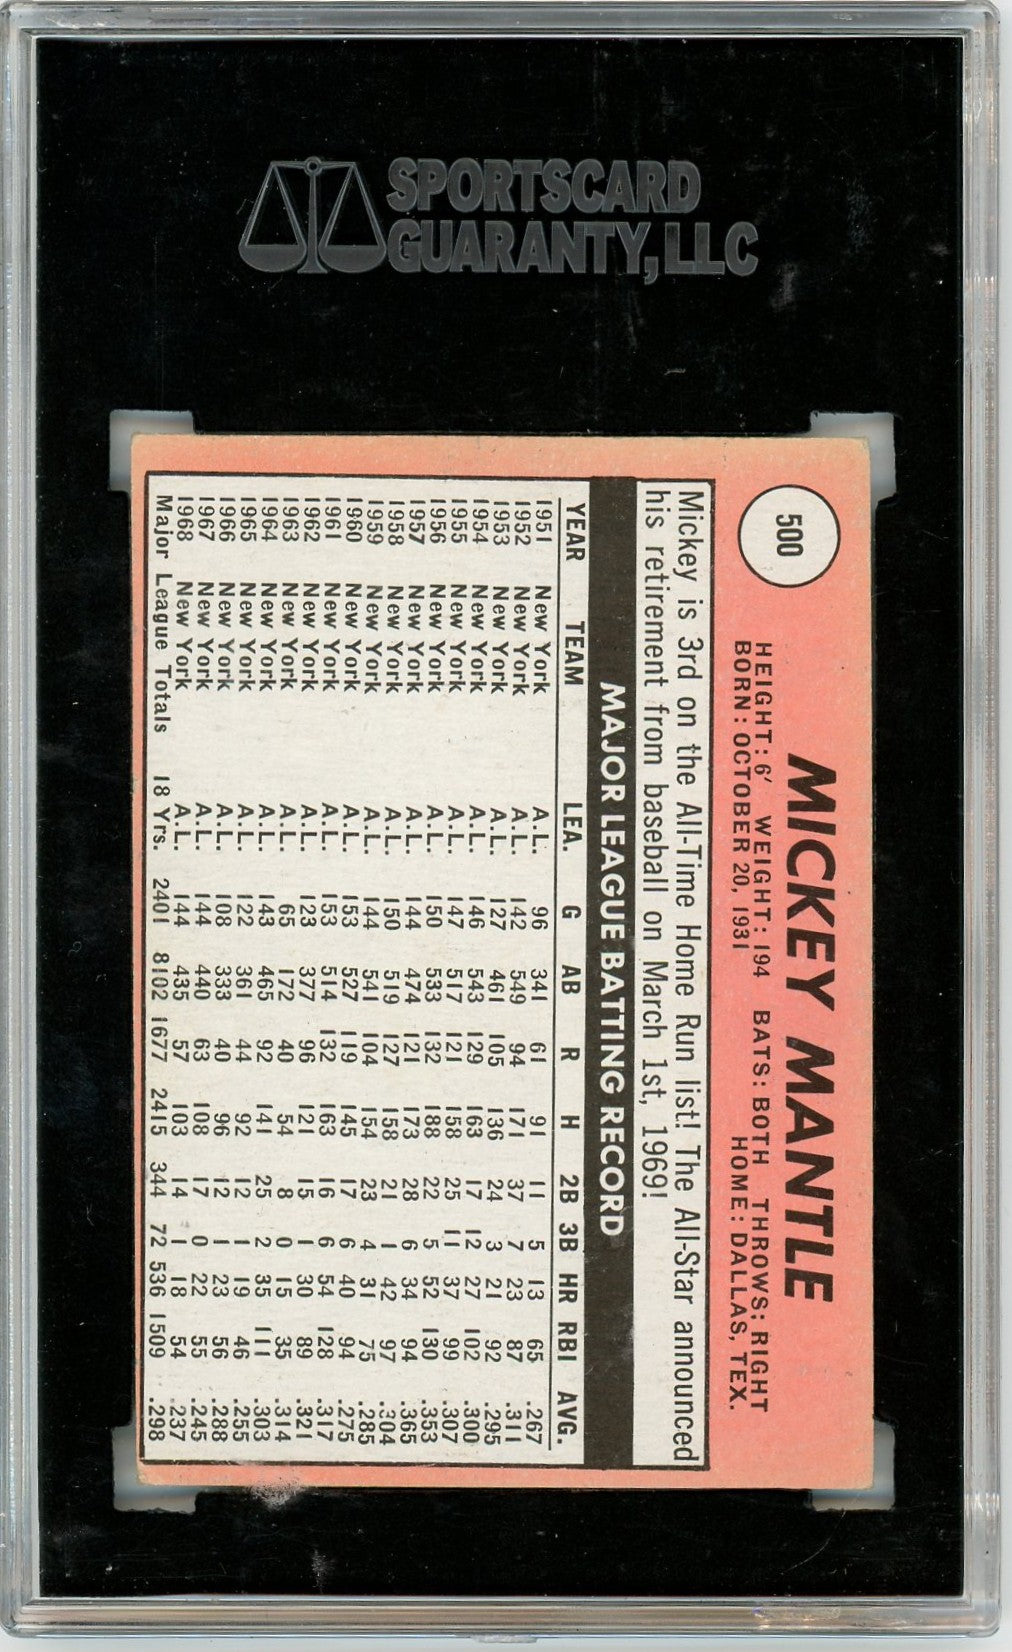 SPORTSCARD
GUARANTY, LLC
500
MICKEY MANTLE
HEIGHT: 6' WEIGHT: 194 BATS: BOTH THROWS: RIGHT
BORN: OCTOBER 20, 1931 HOME: DALLAS, TEX.
Mickey is 3rd on the All-Time Home Run list! The All-Star announced
his retirement from baseball on March 1st, 1969!
MAJOR LEAGUE BATTING RECORD
YEAR TEAM LEA. G AB R H 2B 3B HR RBI AVG.
1951 New York A.L. 96 341 61 91 11 5 13 65 .267
1952 New York A.L. 142 549 94 171 37 7 23 87 .311
1953 New York A.L. 127 461 105 136 24 3 21 92 .295
1954 New York A.L. 146 543 129 163 17 12 27 102 .300
1955 New York A.L. 147 517 121 158 25 11 37 99 .307
1956 New York A.L. 150 533 132 188 22 5 52 130 .353
1957 New York A.L. 144 474 121 173 28 6 34 94 .365
1958 New York A.L. 150 519 127 158 21 1 42 97 .304
1959 New York A.L. 144 541 104 154 23 4 31 75 .285
1960 New York A.L. 153 527 119 145 17 6 40 94 .275
1961 New York A.L. 153 514 132 163 16 6 54 128 .317
1962 New York A.L. 123 377 96 121 15 1 30 89 .321
1963 New York A.L. 65 172 40 54 8 0 15 35 .314
1964 New York A.L. 143 465 92 141 25 2 35 111 .303
1965 New York A.L. 122 361 44 92 12 1 19 46 .255
1966 New York A.L. 108 333 40 96 12 1 23 56 .288
1967 New York A.L. 144 440 63 108 17 0 22 55 .245
1968 New York A.L. 144 435 57 103 14 1 18 54 .237
Major League Totals 18 Yrs. 2401 8102 1677 2415 344 72 536 1509 .298